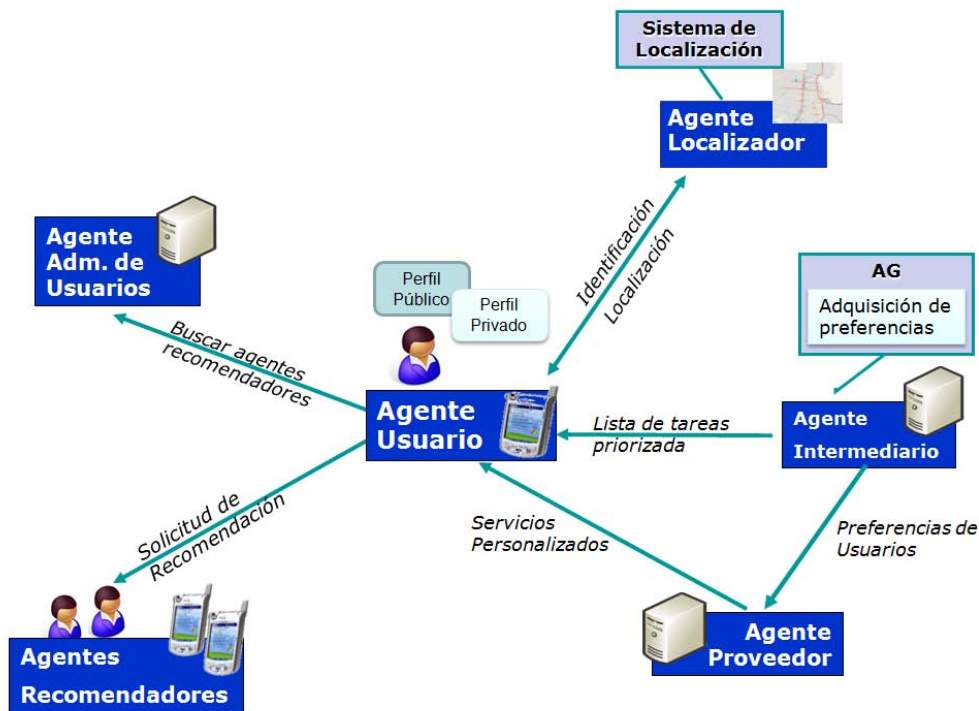 Sistema de
Localización
Agente
Localizador
Identificación
Localización
Agente
Adm. de
Usuarios
Perfil
Público
Perfil
Privado
AG
Adquisición de
preferencias
Buscar agentes
recomendadores
Agente
Usuario
Lista de tareas
priorizada
Agente
Intermediario
Solicitud de
Recomendación
Servicios
Personalizados
Preferencias de
Usuarios
Agentes
Recomendadores
Agente
Proveedor